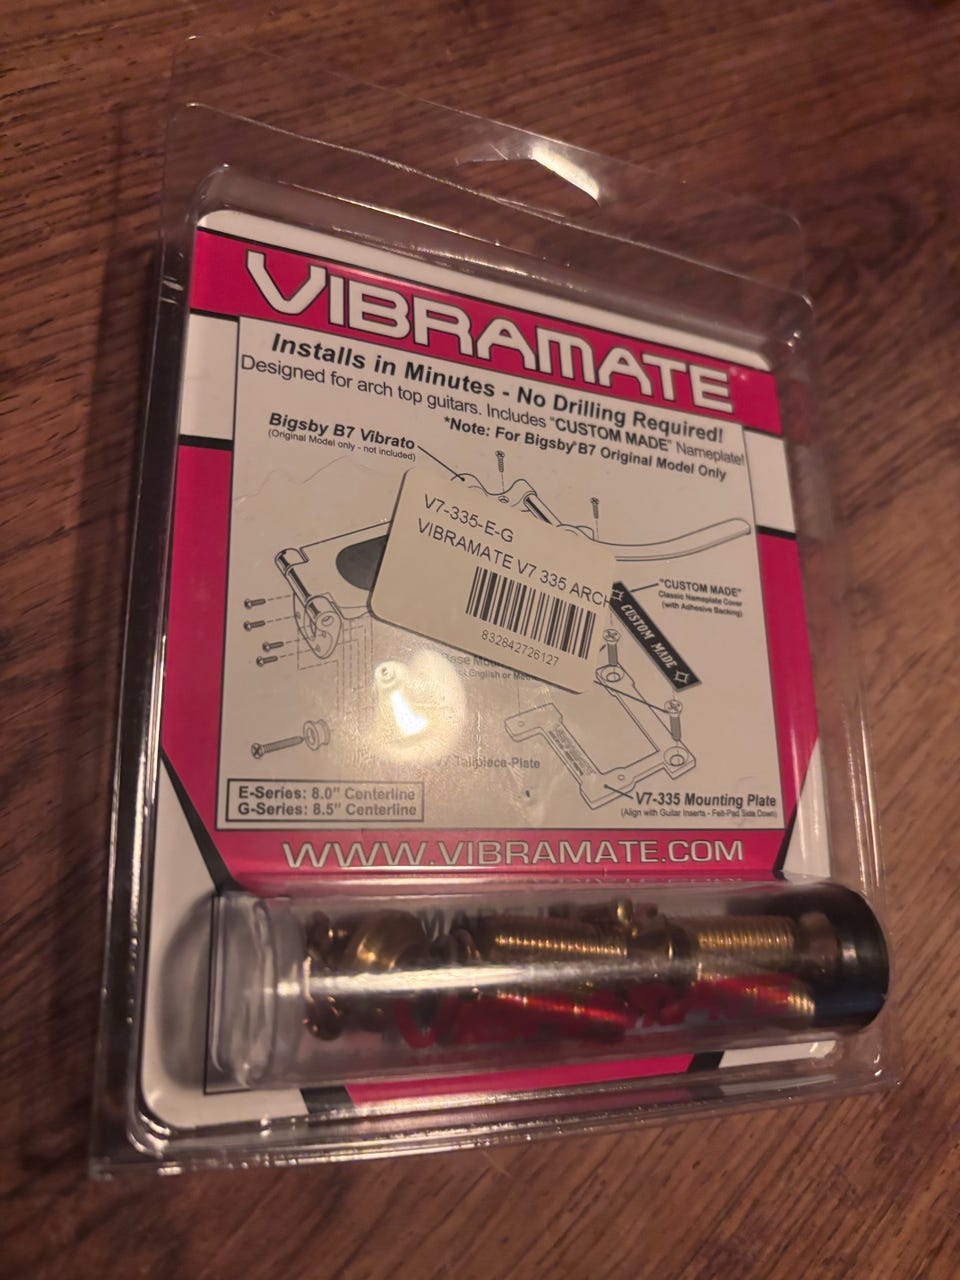 VIBRAMATE
Installs in Minutes - No Drilling Required!
Designed for arch top guitars. Includes "CUSTOM MADE" Nameplate!
*Note: For Bigsby B7 Original Model Only
Bigsby B7 Vibrato
(Original Model only - not included)
V7-335-E-G
VIBRAMATE V7 335 ARCH
832842726127
"CUSTOM MADE"
Classic Nameplate Cover
(with Adhesive Backing)
CUSTOM MADE
English or
Tailpiece-Plate
E-Series: 8.0" Centerline
G-Series: 8.5" Centerline
V7-335 Mounting Plate
(Align with Guitar Inserts - Felt-Pad Side Down)
WWW.VIBRAMATE.COM
VIBRAMATE